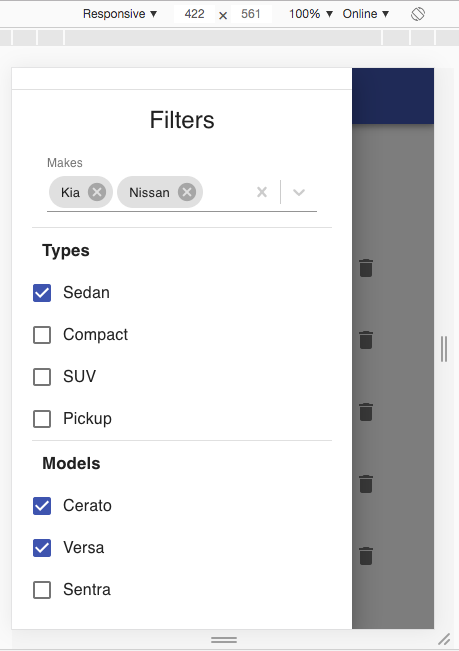 Responsive ▼ 422 x 561 100% ▼ Online ▼
Filters
Makes
Kia Nissan
Types
Sedan
Compact
SUV
Pickup
Models
Cerato
Versa
Sentra